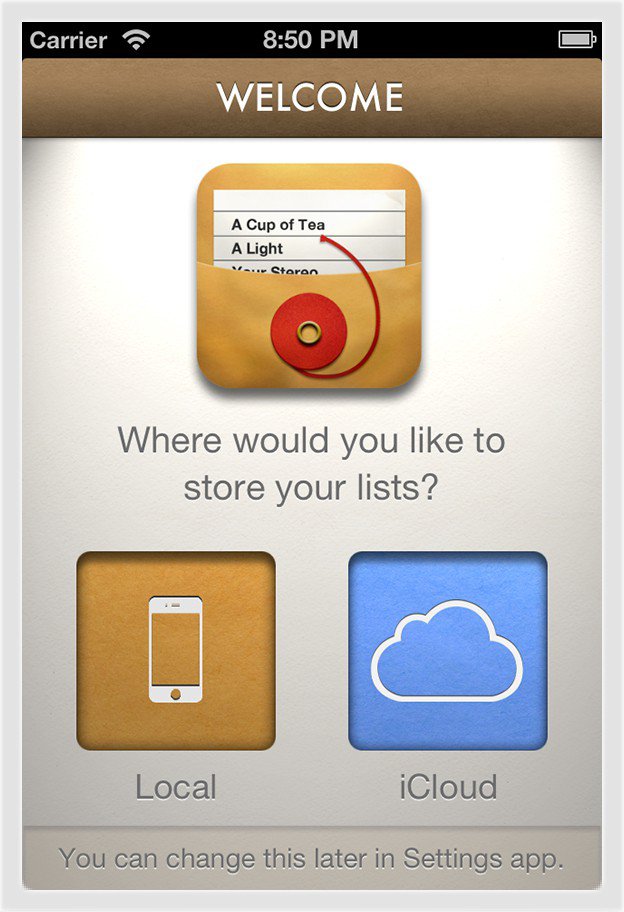 Carrier 8:50 PM
WELCOME
A Cup of Tea
A Light
Your Stereo
Where would you like to
store your lists?
Local iCloud
You can change this later in Settings app.